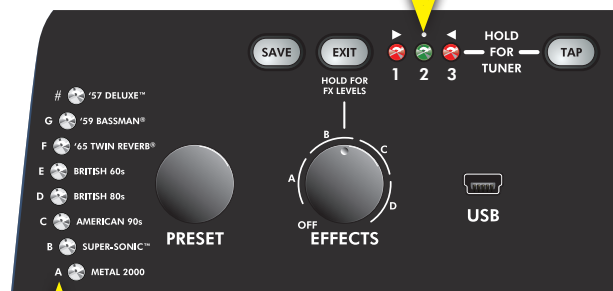 SAVE
EXIT
▶ • ◀
1 2 3
HOLD
FOR
TUNER
TAP
HOLD FOR
FX LEVELS
# '57 DELUXE™
G '59 BASSMAN®
F '65 TWIN REVERB®
E BRITISH 60s
D BRITISH 80s
C AMERICAN 90s
B SUPER-SONIC™
A METAL 2000
PRESET
A
B
C
D
OFF
EFFECTS
USB